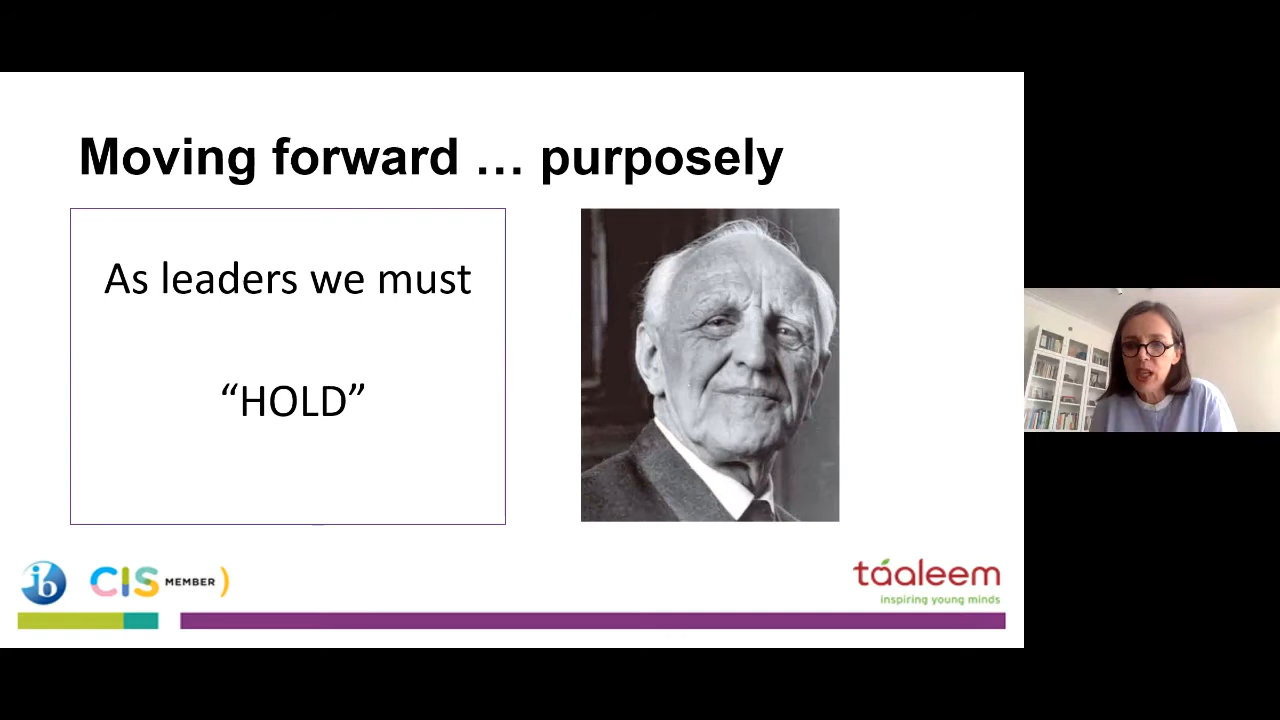 Moving forward … purposely
As leaders we must
“HOLD”
ib
CIS MEMBER
táaleem
inspiring young minds